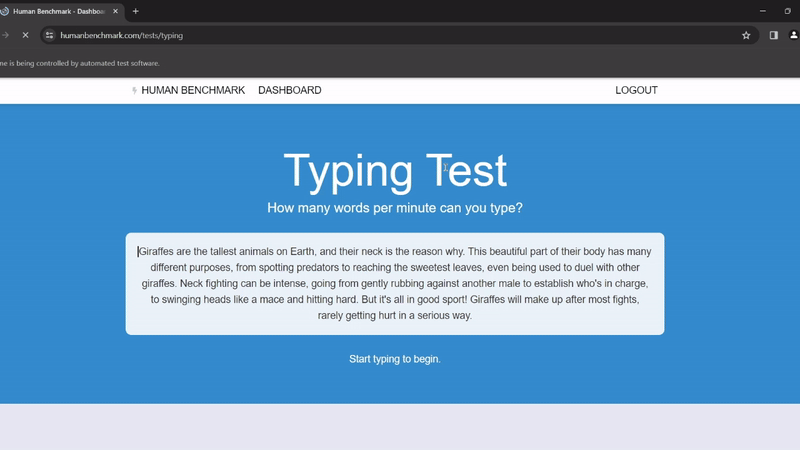 Human Benchmark - Dashboa
humanbenchmark.com/tests/typing
me is being controlled by automated test software.
HUMAN BENCHMARK DASHBOARD LOGOUT
Typing Test
How many words per minute can you type?
Giraffes are the tallest animals on Earth, and their neck is the reason why. This beautiful part of their body has many
different purposes, from spotting predators to reaching the sweetest leaves, even being used to duel with other
giraffes. Neck fighting can be intense, going from gently rubbing against another male to establish who's in charge,
to swinging heads like a mace and hitting hard. But it's all in good sport! Giraffes will make up after most fights,
rarely getting hurt in a serious way.
Start typing to begin.